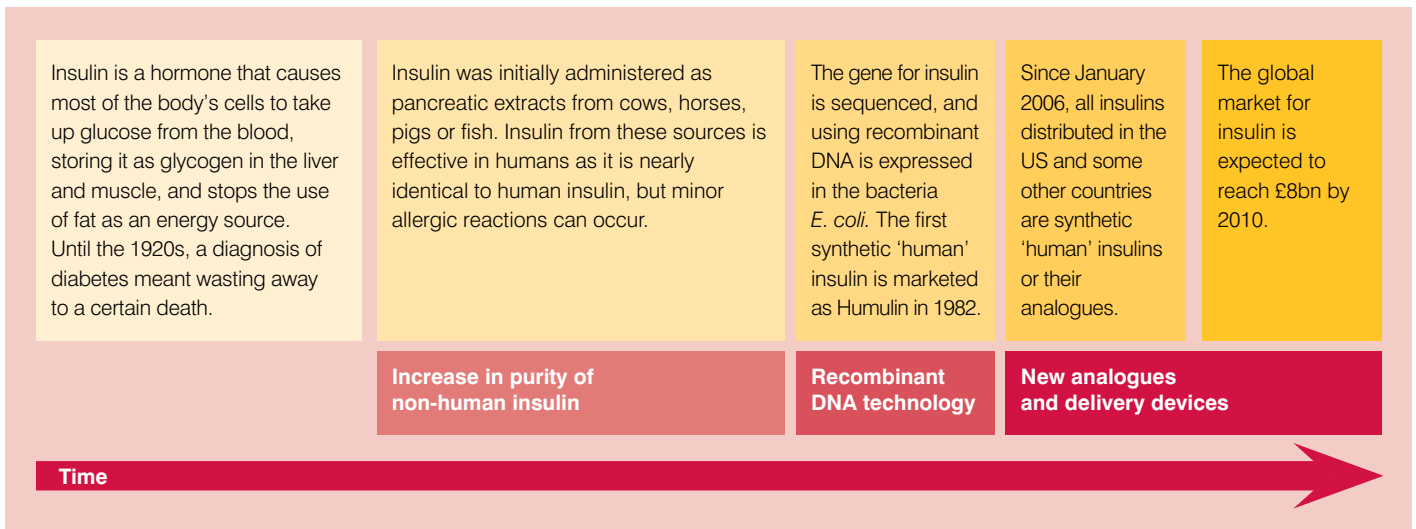 Insulin is a hormone that causes
most of the body's cells to take
up glucose from the blood,
storing it as glycogen in the liver
and muscle, and stops the use
of fat as an energy source.
Until the 1920s, a diagnosis of
diabetes meant wasting away
to a certain death.
Insulin was initially administered as
pancreatic extracts from cows, horses,
pigs or fish. Insulin from these sources is
effective in humans as it is nearly
identical to human insulin, but minor
allergic reactions can occur.
The gene for insulin
is sequenced, and
using recombinant
DNA is expressed
in the bacteria
E. coli. The first
synthetic ‘human’
insulin is marketed
as Humulin in 1982.
Since January
2006, all insulins
distributed in the
US and some
other countries
are synthetic
‘human’ insulins
or their
analogues.
The global
market for
insulin is
expected to
reach £8bn by
2010.
Increase in purity of
non-human insulin
Recombinant
DNA technology
New analogues
and delivery devices
Time